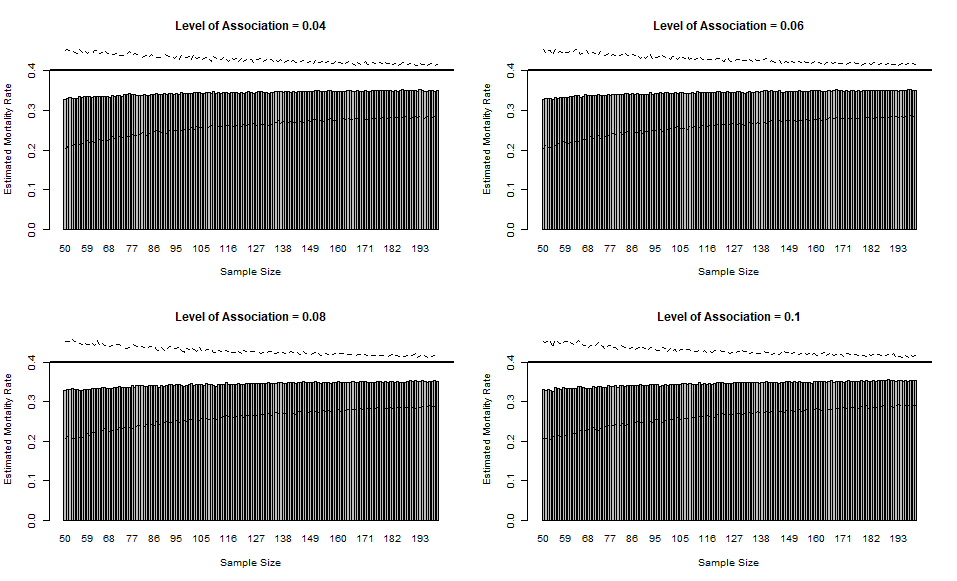 Level of Association = 0.04
Estimated Mortality Rate
0.4
0.3
0.2
0.1
0.0
50 59 68 77 86 95 105 116 127 138 149 160 171 182 193
Sample Size
Level of Association = 0.06
Estimated Mortality Rate
0.4
0.3
0.2
0.1
0.0
50 59 68 77 86 95 105 116 127 138 149 160 171 182 193
Sample Size
Level of Association = 0.08
Estimated Mortality Rate
0.4
0.3
0.2
0.1
0.0
50 59 68 77 86 95 105 116 127 138 149 160 171 182 193
Sample Size
Level of Association = 0.1
Estimated Mortality Rate
0.4
0.3
0.2
0.1
0.0
50 59 68 77 86 95 105 116 127 138 149 160 171 182 193
Sample Size